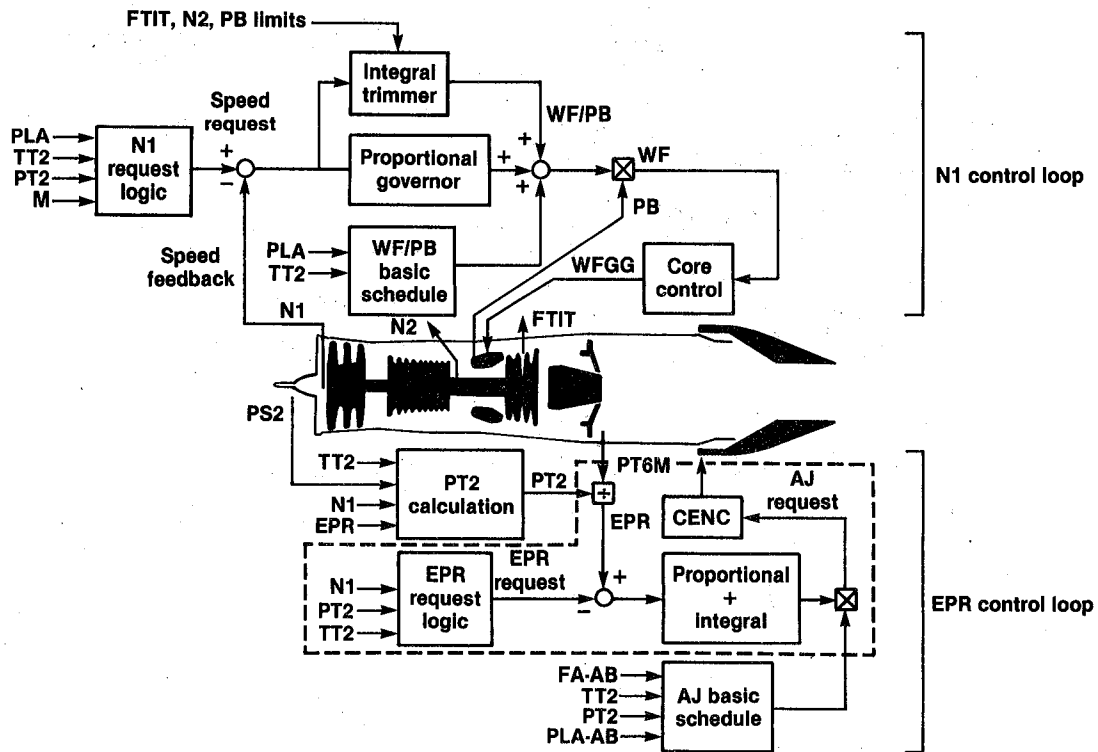 FTIT, N2, PB limits
Integral
trimmer
Speed
request
WF/PB
PLA
TT2
PT2
M
N1
request
logic
+
−
Proportional
governor
+
+
+
WF
PB
N1 control loop
Speed
feedback
PLA
TT2
WF/PB
basic
schedule
WFGG
Core
control
N1
N2
FTIT
PS2
TT2
N1
EPR
PT2
calculation
PT2
÷
PT6M
EPR
CENC
AJ
request
N1
PT2
TT2
EPR
request
logic
EPR
request
+
−
Proportional
+
integral
EPR control loop
FA-AB
TT2
PT2
PLA-AB
AJ basic
schedule